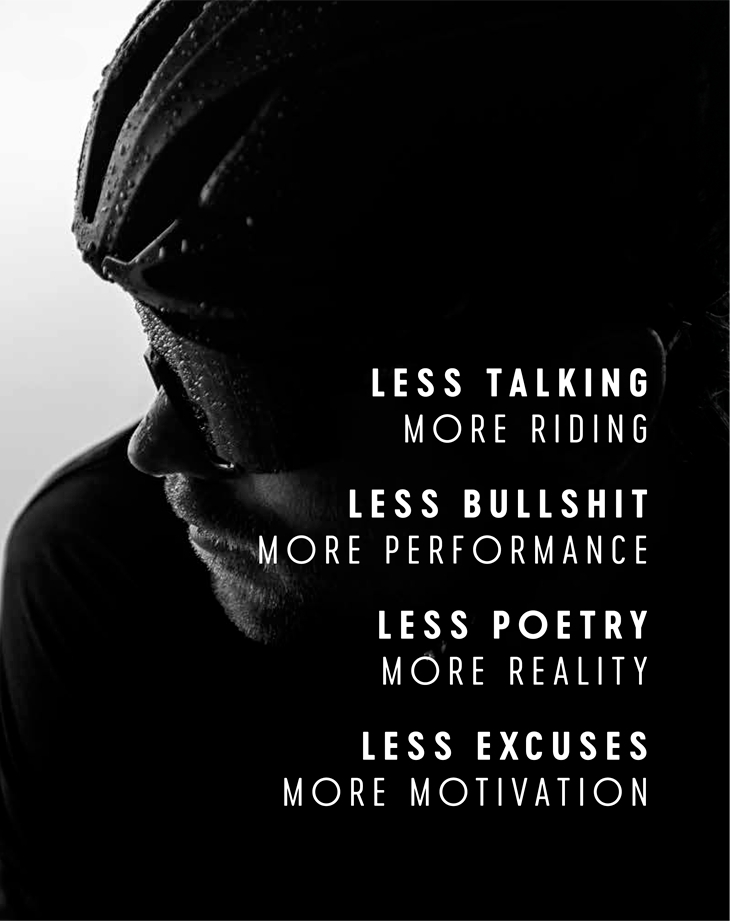 LESS TALKING
MORE RIDING
LESS BULLSHIT
MORE PERFORMANCE
LESS POETRY
MORE REALITY
LESS EXCUSES
MORE MOTIVATION